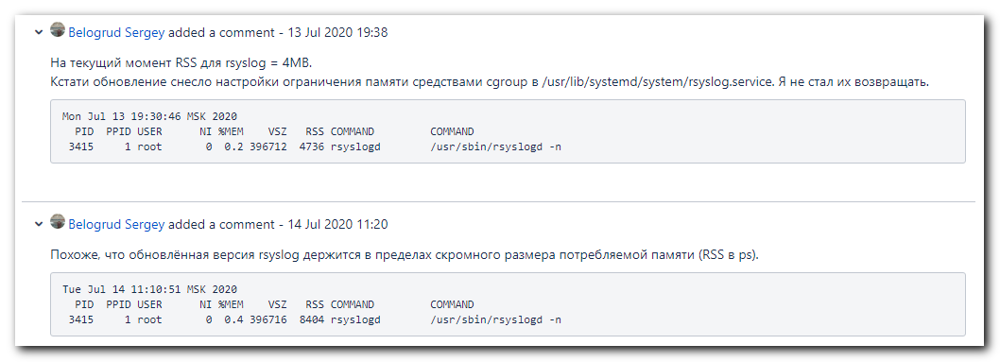 Belogrud Sergey added a comment - 13 Jul 2020 19:38
На текущий момент RSS для rsyslog = 4MB.
Кстати обновление снесло настройки ограничения памяти средствами cgroup в /usr/lib/systemd/system/rsyslog.service. Я не стал их возвращать.
Mon Jul 13 19:30:46 MSK 2020
PID PPID USER NI %MEM VSZ RSS COMMAND COMMAND
3415 1 root 0 0.2 396712 4736 rsyslogd /usr/sbin/rsyslogd -n
Belogrud Sergey added a comment - 14 Jul 2020 11:20
Похоже, что обновлённая версия rsyslog держится в пределах скромного размера потребляемой памяти (RSS в ps).
Tue Jul 14 11:10:51 MSK 2020
PID PPID USER NI %MEM VSZ RSS COMMAND COMMAND
3415 1 root 0 0.4 396716 8404 rsyslogd /usr/sbin/rsyslogd -n